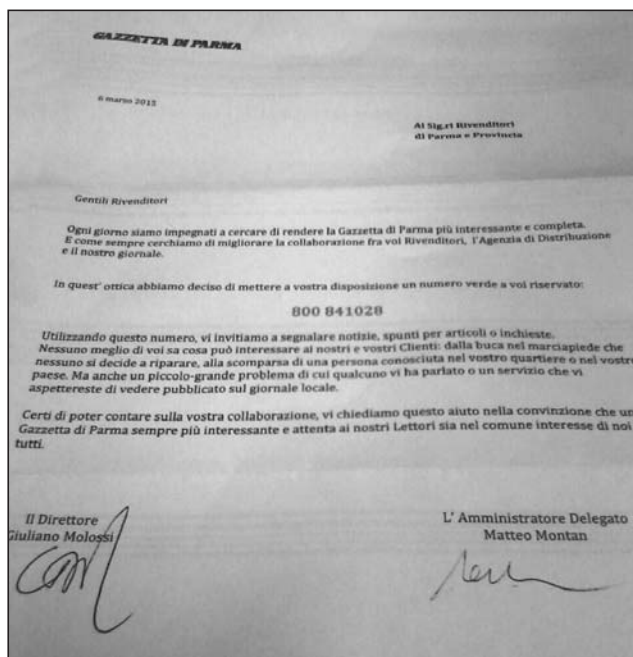 GAZZETTA DI PARMA
6 marzo 2015
Ai Sig.ri Rivenditori
di Parma e Provincia
Gentili Rivenditori
Ogni giorno siamo impegnati a cercare di rendere la Gazzetta di Parma più interessante e completa.
E come sempre cerchiamo di migliorare la collaborazione fra voi Rivenditori, l'Agenzia di Distribuzione
e il nostro giornale.
In quest' ottica abbiamo deciso di mettere a vostra disposizione un numero verde a voi riservato:
800 841028
Utilizzando questo numero, vi invitiamo a segnalare notizie, spunti per articoli o inchieste.
Nessuno meglio di voi sa cosa può interessare ai nostri e vostri Clienti: dalla buca nel marciapiede che
nessuno si decide a riparare, alla scomparsa di una persona conosciuta nel vostro quartiere o nel vostro
paese. Ma anche un piccolo-grande problema di cui qualcuno vi ha parlato o un servizio che vi
aspettereste di vedere pubblicato sul giornale locale.
Certi di poter contare sulla vostra collaborazione, vi chiediamo questo aiuto nella convinzione che un
Gazzetta di Parma sempre più interessante e attenta ai nostri Lettori sia nel comune interesse di noi
tutti.
Il Direttore
Giuliano Molossi
L' Amministratore Delegato
Matteo Montan